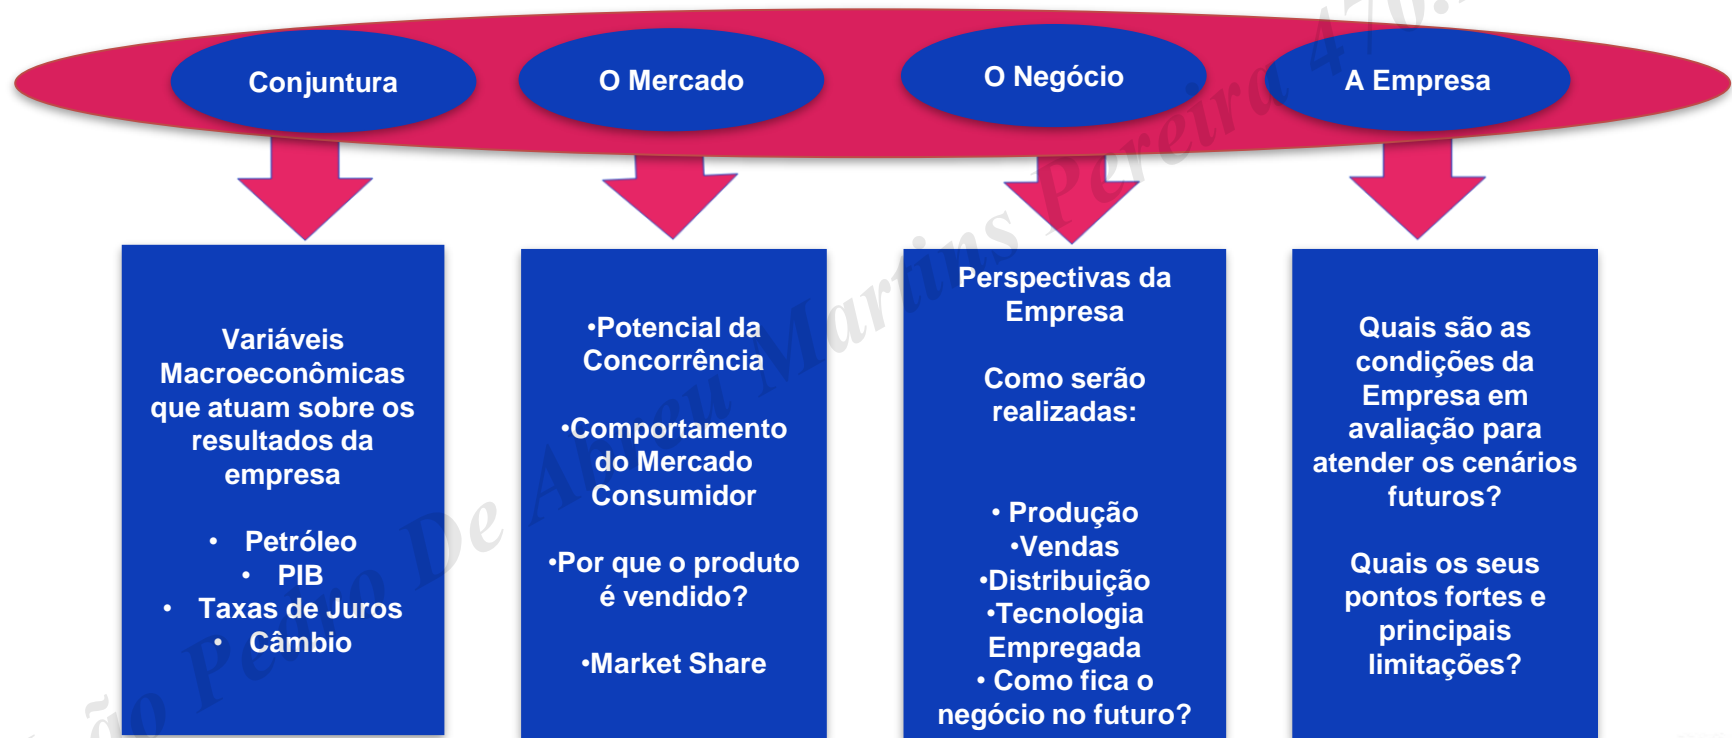 Conjuntura
O Mercado
O Negócio
A Empresa
Variáveis
Macroeconômicas
que atuam sobre os
resultados da
empresa
• Petróleo
• PIB
• Taxas de Juros
• Câmbio
•Potencial da
Concorrência
•Comportamento
do Mercado
Consumidor
•Por que o produto
é vendido?
•Market Share
Perspectivas da
Empresa
Como serão
realizadas:
• Produção
•Vendas
•Distribuição
•Tecnologia
Empregada
• Como fica o
negócio no futuro?
Quais são as
condições da
Empresa em
avaliação para
atender os cenários
futuros?
Quais os seus
pontos fortes e
principais
limitações?
ão Pedro De Abreu Martins Pereira 470.